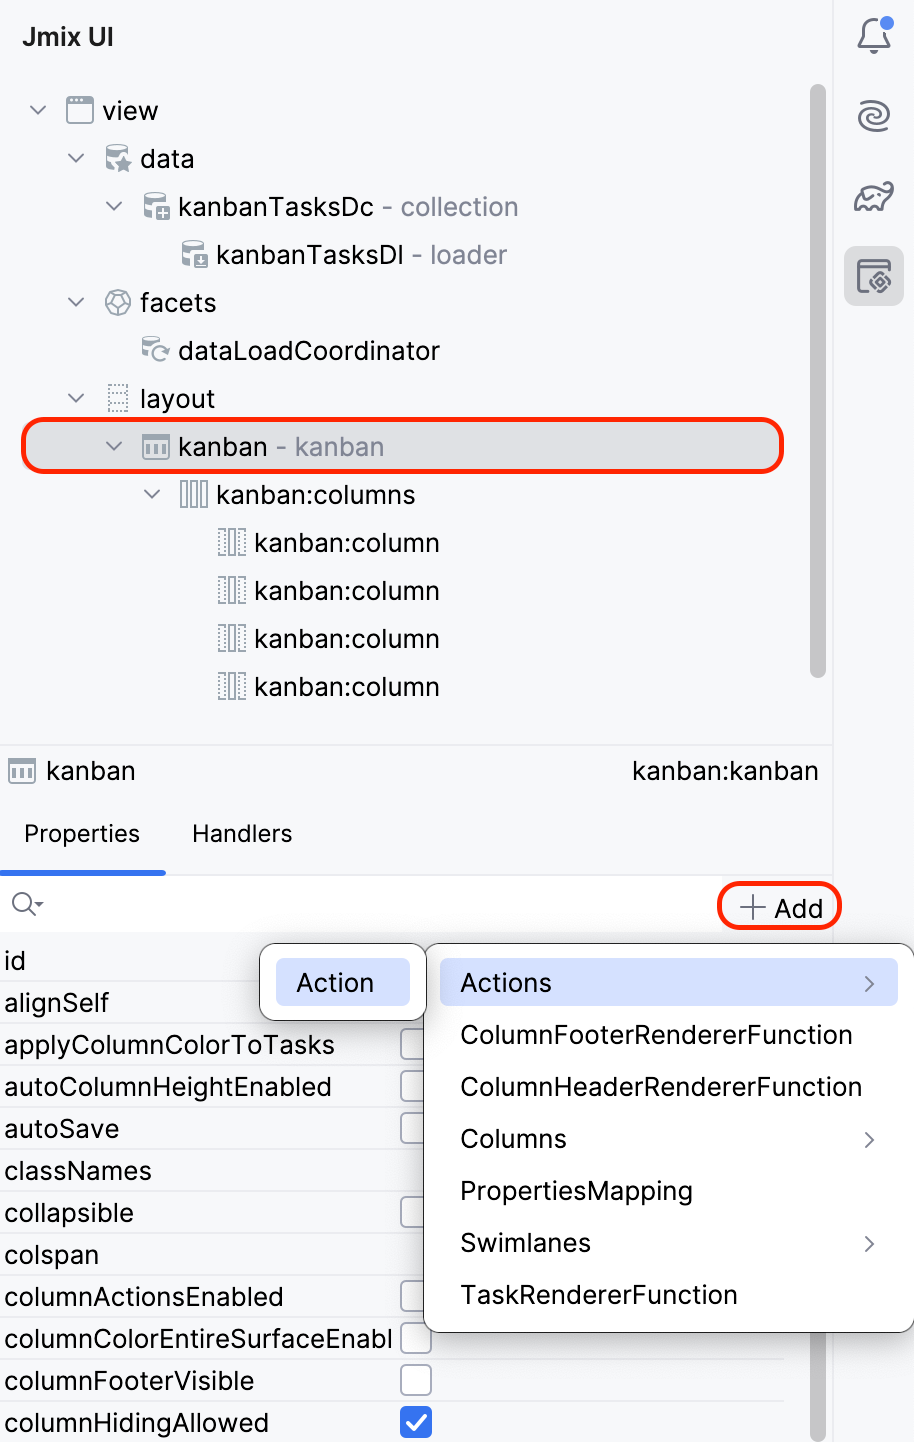 Jmix UI
view
data
kanbanTasksDc - collection
kanbanTasksDl - loader
facets
dataLoadCoordinator
layout
kanban - kanban
kanban:columns
kanban:column
kanban:column
kanban:column
kanban:column
kanban kanban:kanban
Properties Handlers
Add
id
alignSelf
applyColumnColorToTasks
autoColumnHeightEnabled
autoSave
classNames
collapsible
colspan
columnActionsEnabled
columnColorEntireSurfaceEnabl
columnFooterVisible
columnHidingAllowed
Action
Actions
ColumnFooterRendererFunction
ColumnHeaderRendererFunction
Columns
PropertiesMapping
Swimlanes
TaskRendererFunction